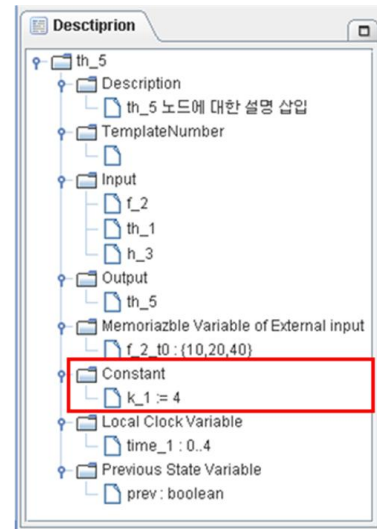 Desctiprion
th_5
Description
th_5 노드에 대한 설명 삽입
TemplateNumber
Input
f_2
th_1
h_3
Output
th_5
Memoriazble Variable of External input
f_2_t0 : {10,20,40}
Constant
k_1 := 4
Local Clock Variable
time_1 : 0..4
Previous State Variable
prev : boolean